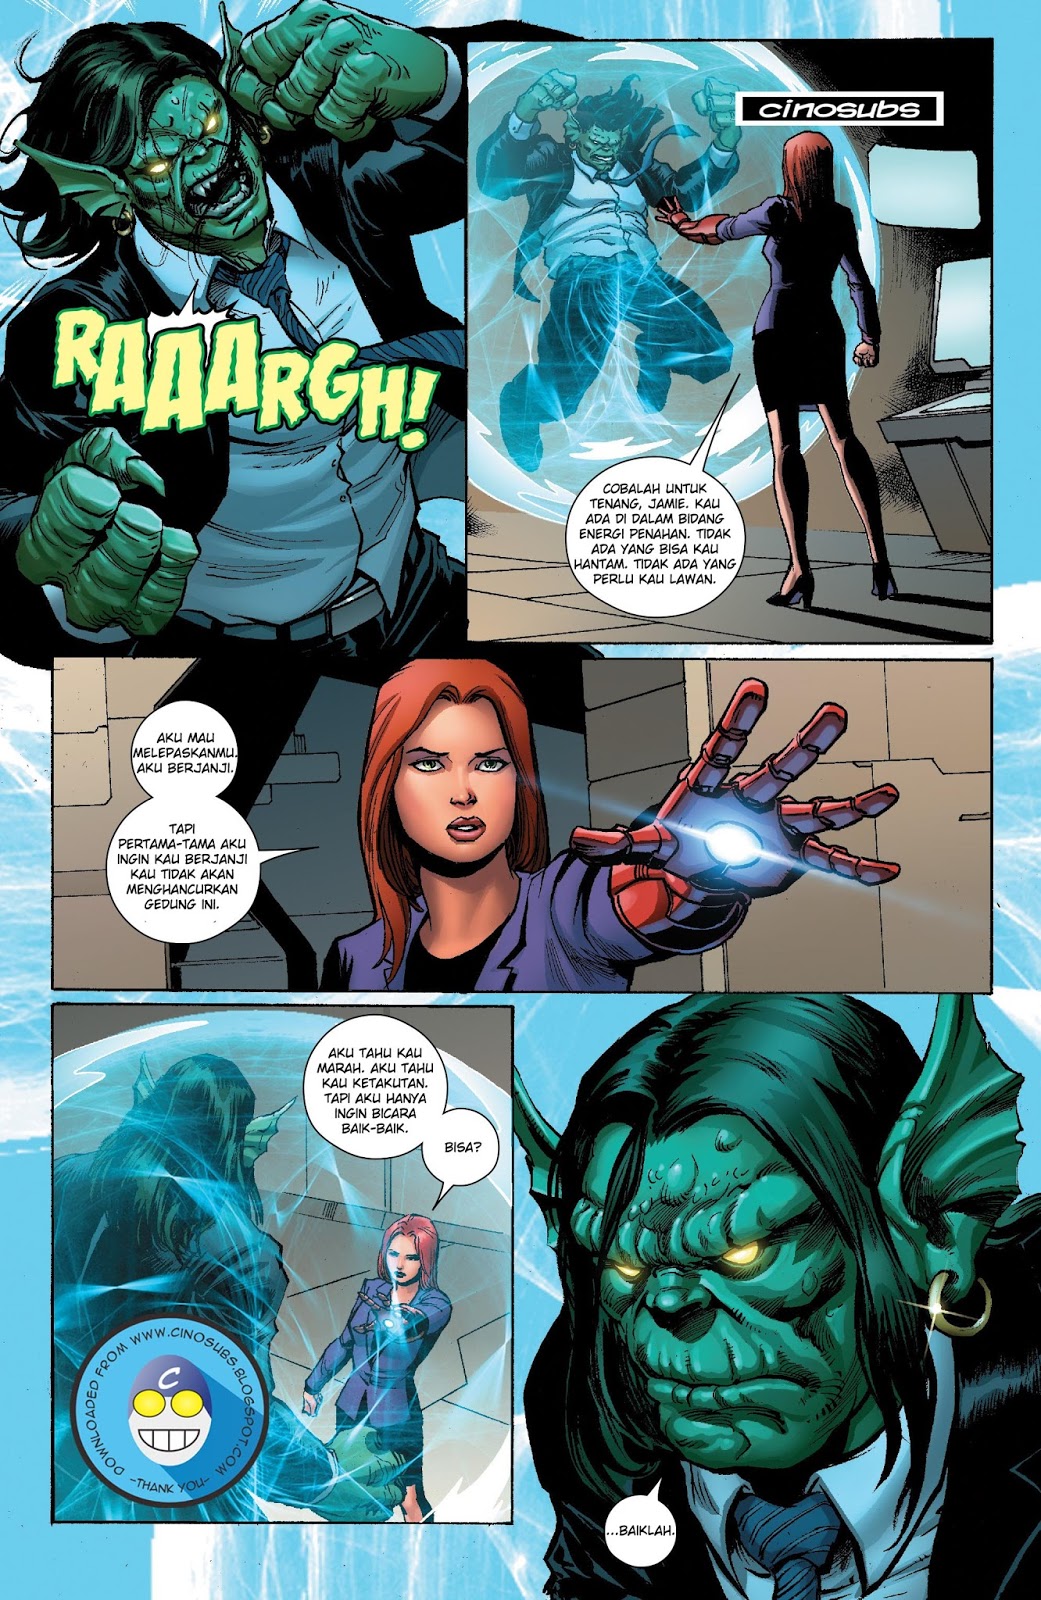 RAAAARGH!
cinosubs
COBALAH UNTUK
TENANG, JAMIE. KAU
ADA DI DALAM BIDANG
ENERGI PENAHAN. TIDAK
ADA YANG BISA KAU
HANTAM. TIDAK ADA YANG
PERLU KAU LAWAN.
AKU MAU
MELEPASKANMU.
AKU BERJANJI.
TAPI
PERTAMA-TAMA AKU
INGIN KAU BERJANJI
KAU TIDAK AKAN
MENGHANCURKAN
GEDUNG INI.
AKU TAHU KAU
MARAH. AKU TAHU
KAU KETAKUTAN.
TAPI AKU HANYA
INGIN BICARA
BAIK-BAIK.
BISA?
DOWNLOADED FROM WWW.CINOSUBS.BLOGSPOT.COM
C
-THANK YOU-
...BAIKLAH.